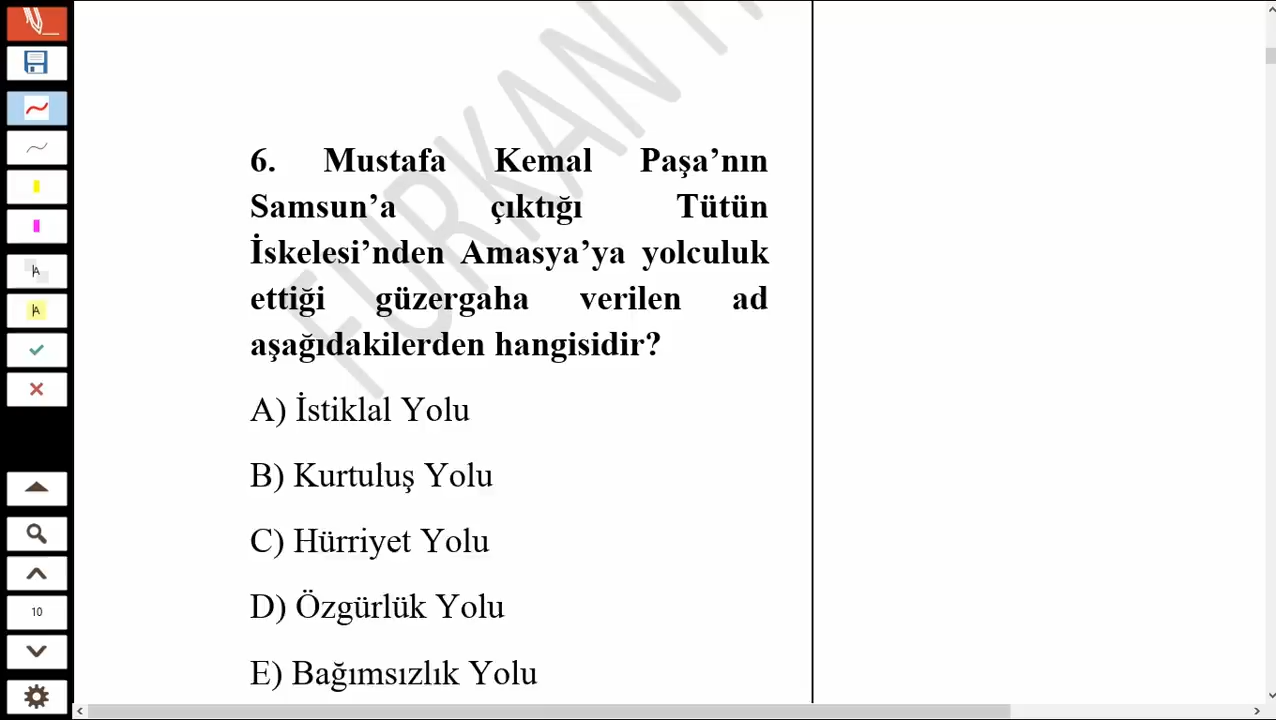 FURKAN
6. Mustafa Kemal Paşa’nın
Samsun’a çıktığı Tütün
İskelesi’nden Amasya’ya yolculuk
ettiği güzergaha verilen ad
aşağıdakilerden hangisidir?
A) İstiklal Yolu
B) Kurtuluş Yolu
C) Hürriyet Yolu
D) Özgürlük Yolu
E) Bağımsızlık Yolu
A
A
10